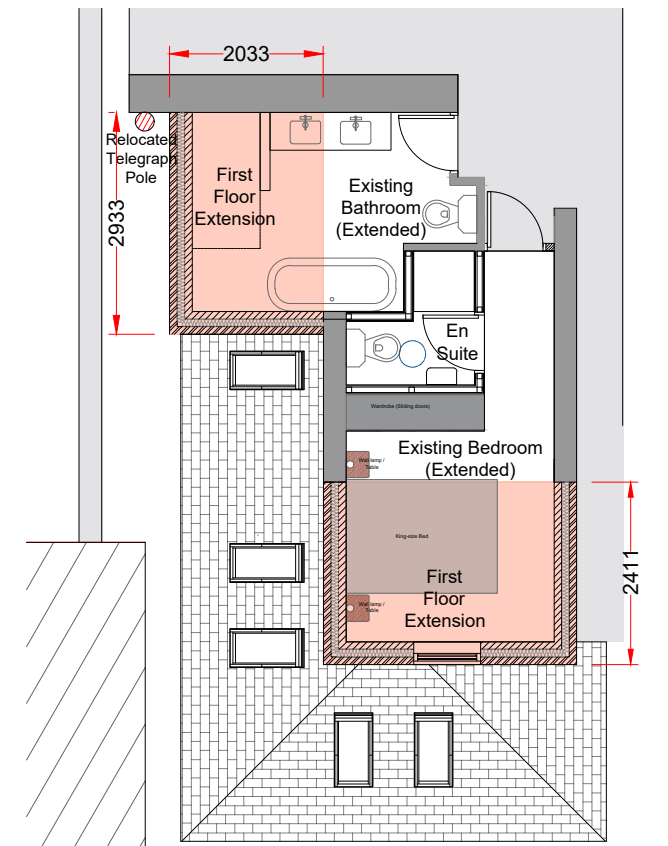 2033
Relocated
Telegraph
Pole
2933
First
Floor
Extension
Existing
Bathroom
(Extended)
En
Suite
Wardrobe (Sliding doors)
Existing Bedroom
(Extended)
Wall lamp /
Table
King-size Bed
2411
First
Floor
Extension
Wall lamp /
Table